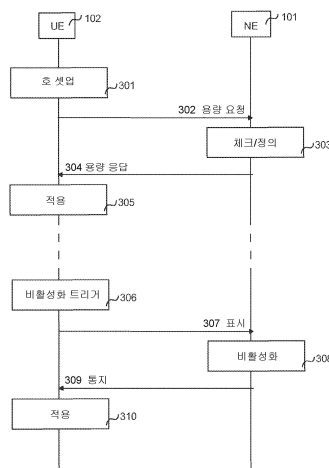 UE
102
NE
101
호 셋업
301
302 용량 요청
체크/정의
303
304 용량 응답
적용
305
비활성화 트리거
306
307 표시
비활성화
308
309 통지
적용
310